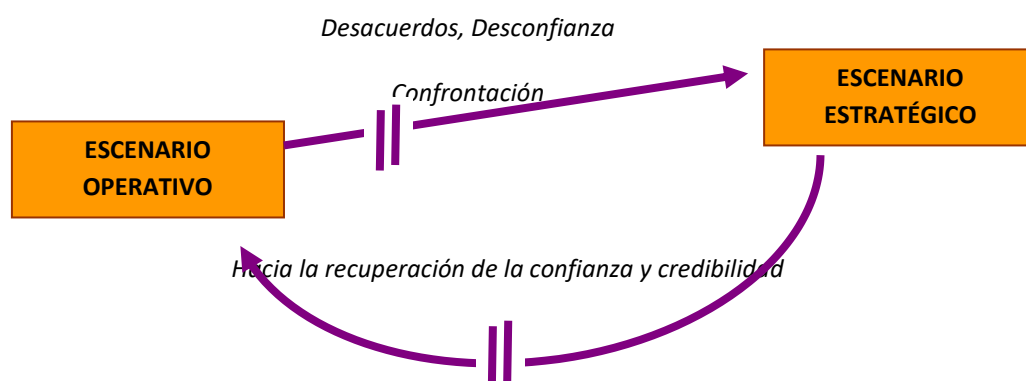 Desacuerdos, Desconfianza
Confrontación
ESCENARIO
ESTRATÉGICO
ESCENARIO
OPERATIVO
Hacia la recuperación de la confianza y credibilidad